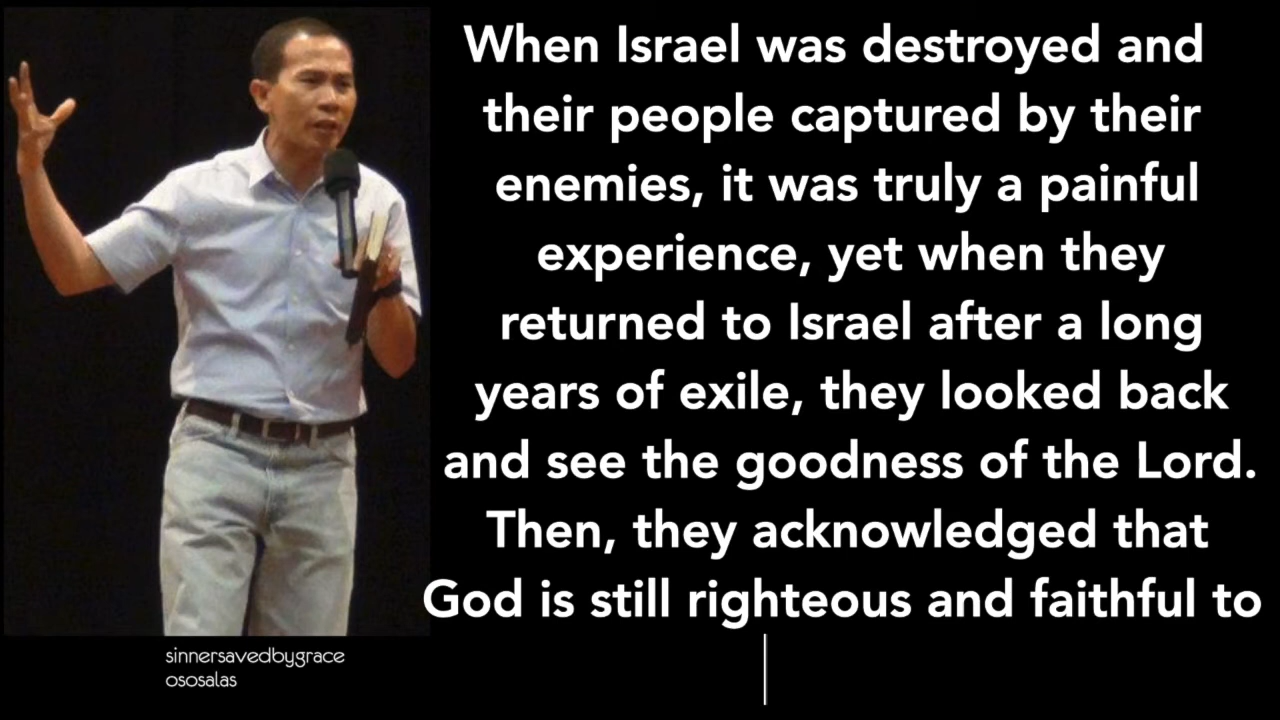 When Israel was destroyed and
their people captured by their
enemies, it was truly a painful
experience, yet when they
returned to Israel after a long
years of exile, they looked back
and see the goodness of the Lord.
Then, they acknowledged that
God is still righteous and faithful to
sinnersavedbygrace
ososalas